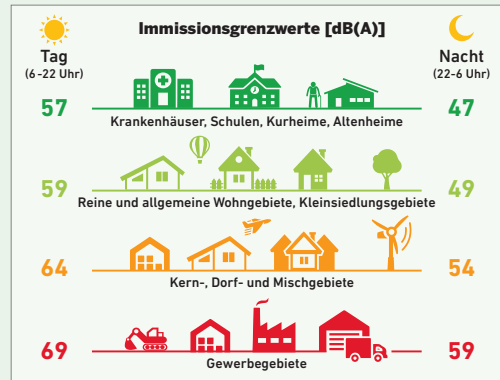 Immissionsgrenzwerte [dB(A)]
Tag
(6-22 Uhr)
Nacht
(22-6 Uhr)
57
47
Krankenhäuser, Schulen, Kurheime, Altenheime
59
49
Reine und allgemeine Wohngebiete, Kleinsiedlungsgebiete
64
54
Kern-, Dorf- und Mischgebiete
69
59
Gewerbegebiete